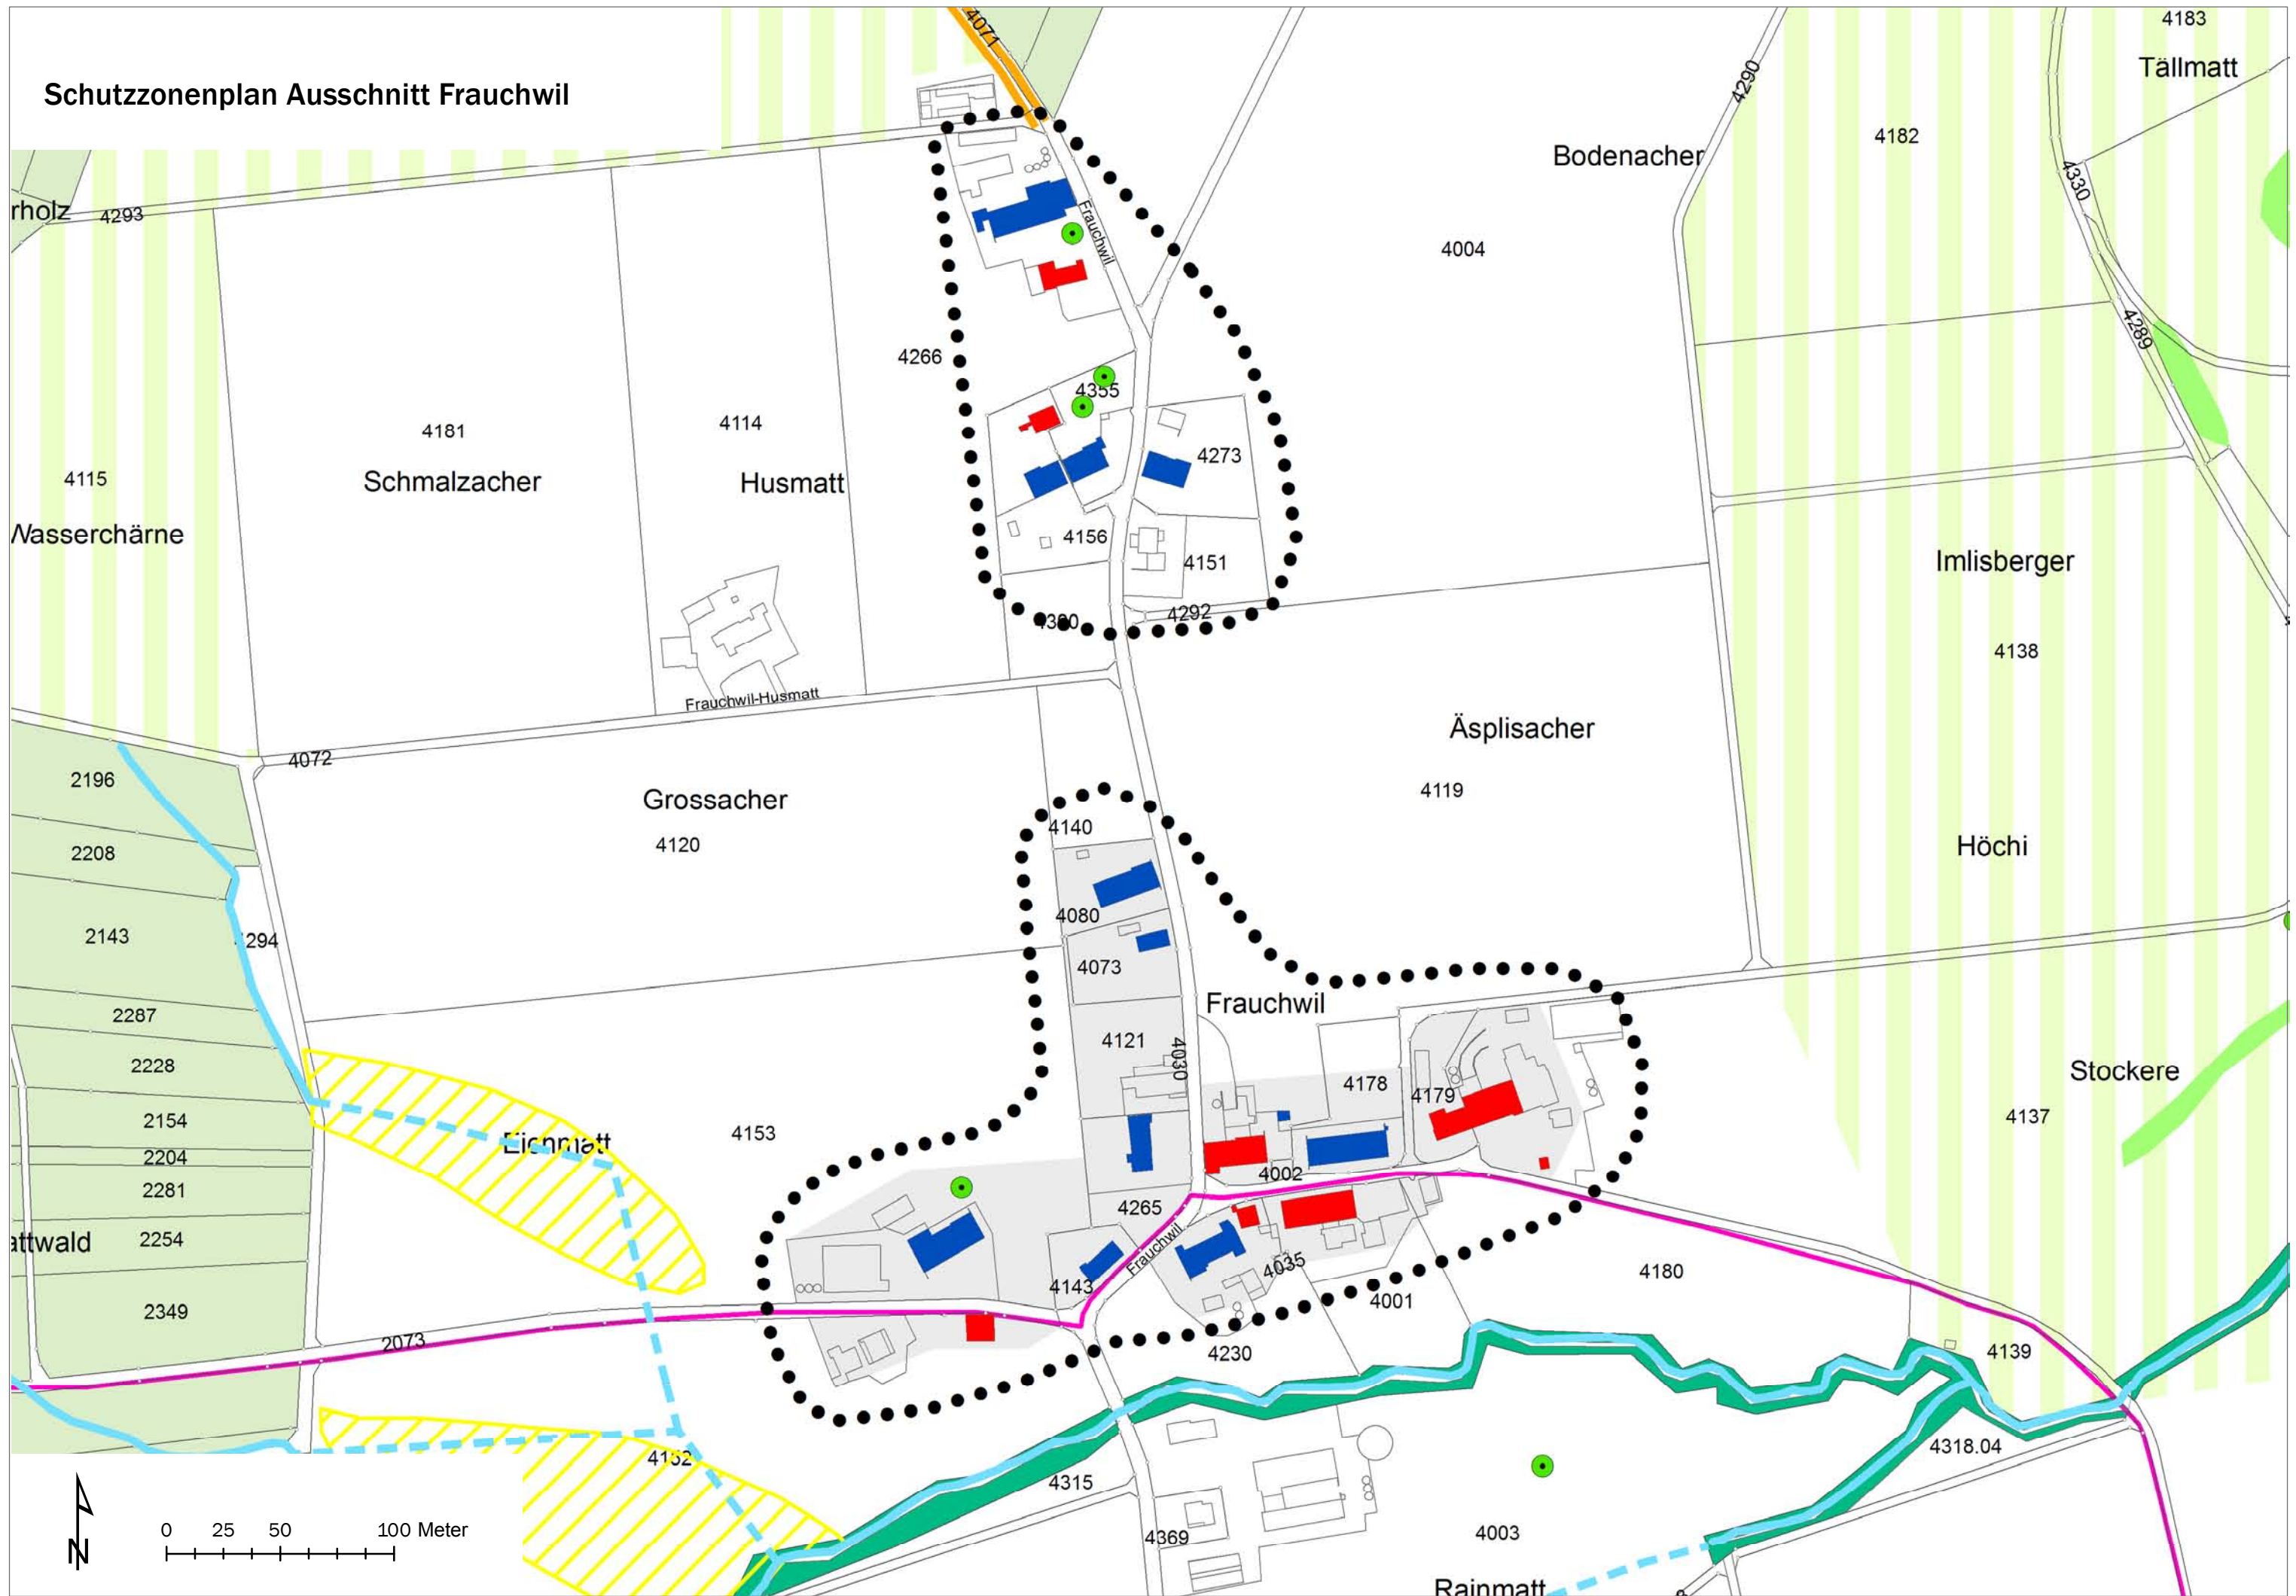 4071
4183
Tällmatt
Schutzzonenplan Ausschnitt Frauchwil
4290
4182
Bodenacher
4330
rholz
4293
Frauchwil
4004
4289
4266
4355
4181
4114
4273
4115
Schmalzacher
Husmatt
Wasserchärne
4156
4151
Imlisberger
4292
4138
Frauchwil-Husmatt
Äsplisacher
4072
2196
Grossacher
4119
4140
4120
Höchi
2208
4080
2143
4294
4073
Frauchwil
2287
4121
4030
2228
4178
4179
Stockere
4137
2154
Eichmatt
4153
2204
4002
2281
4265
attwald
2254
Frauchwil
4035
4180
4143
4001
2349
2073
4230
4139
4152
4318.04
4315
N
0 25 50 100 Meter
4369
4003
Rainmatt